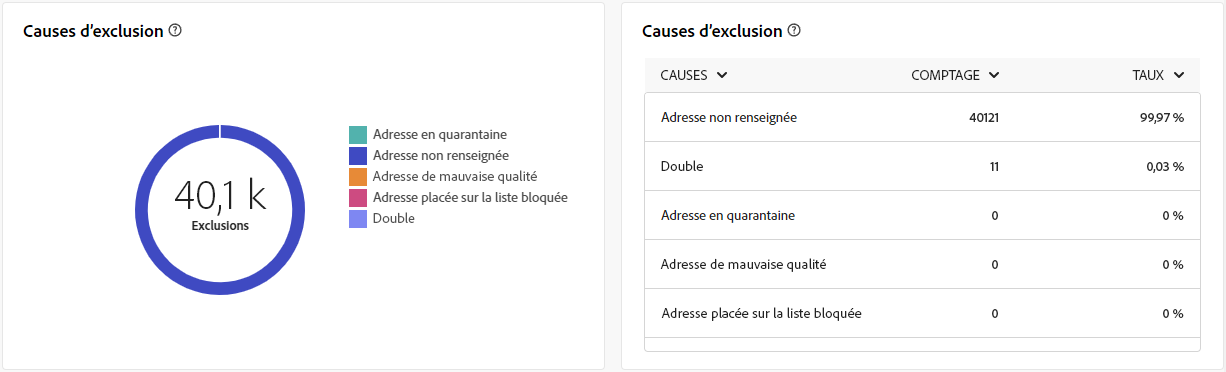 Causes d’exclusion
40,1 k
Exclusions
Adresse en quarantaine
Adresse non renseignée
Adresse de mauvaise qualité
Adresse placée sur la liste bloquée
Double
Causes d’exclusion
CAUSES COMPTAGE TAUX
Adresse non renseignée 40121 99,97 %
Double 11 0,03 %
Adresse en quarantaine 0 0 %
Adresse de mauvaise qualité 0 0 %
Adresse placée sur la liste bloquée 0 0 %